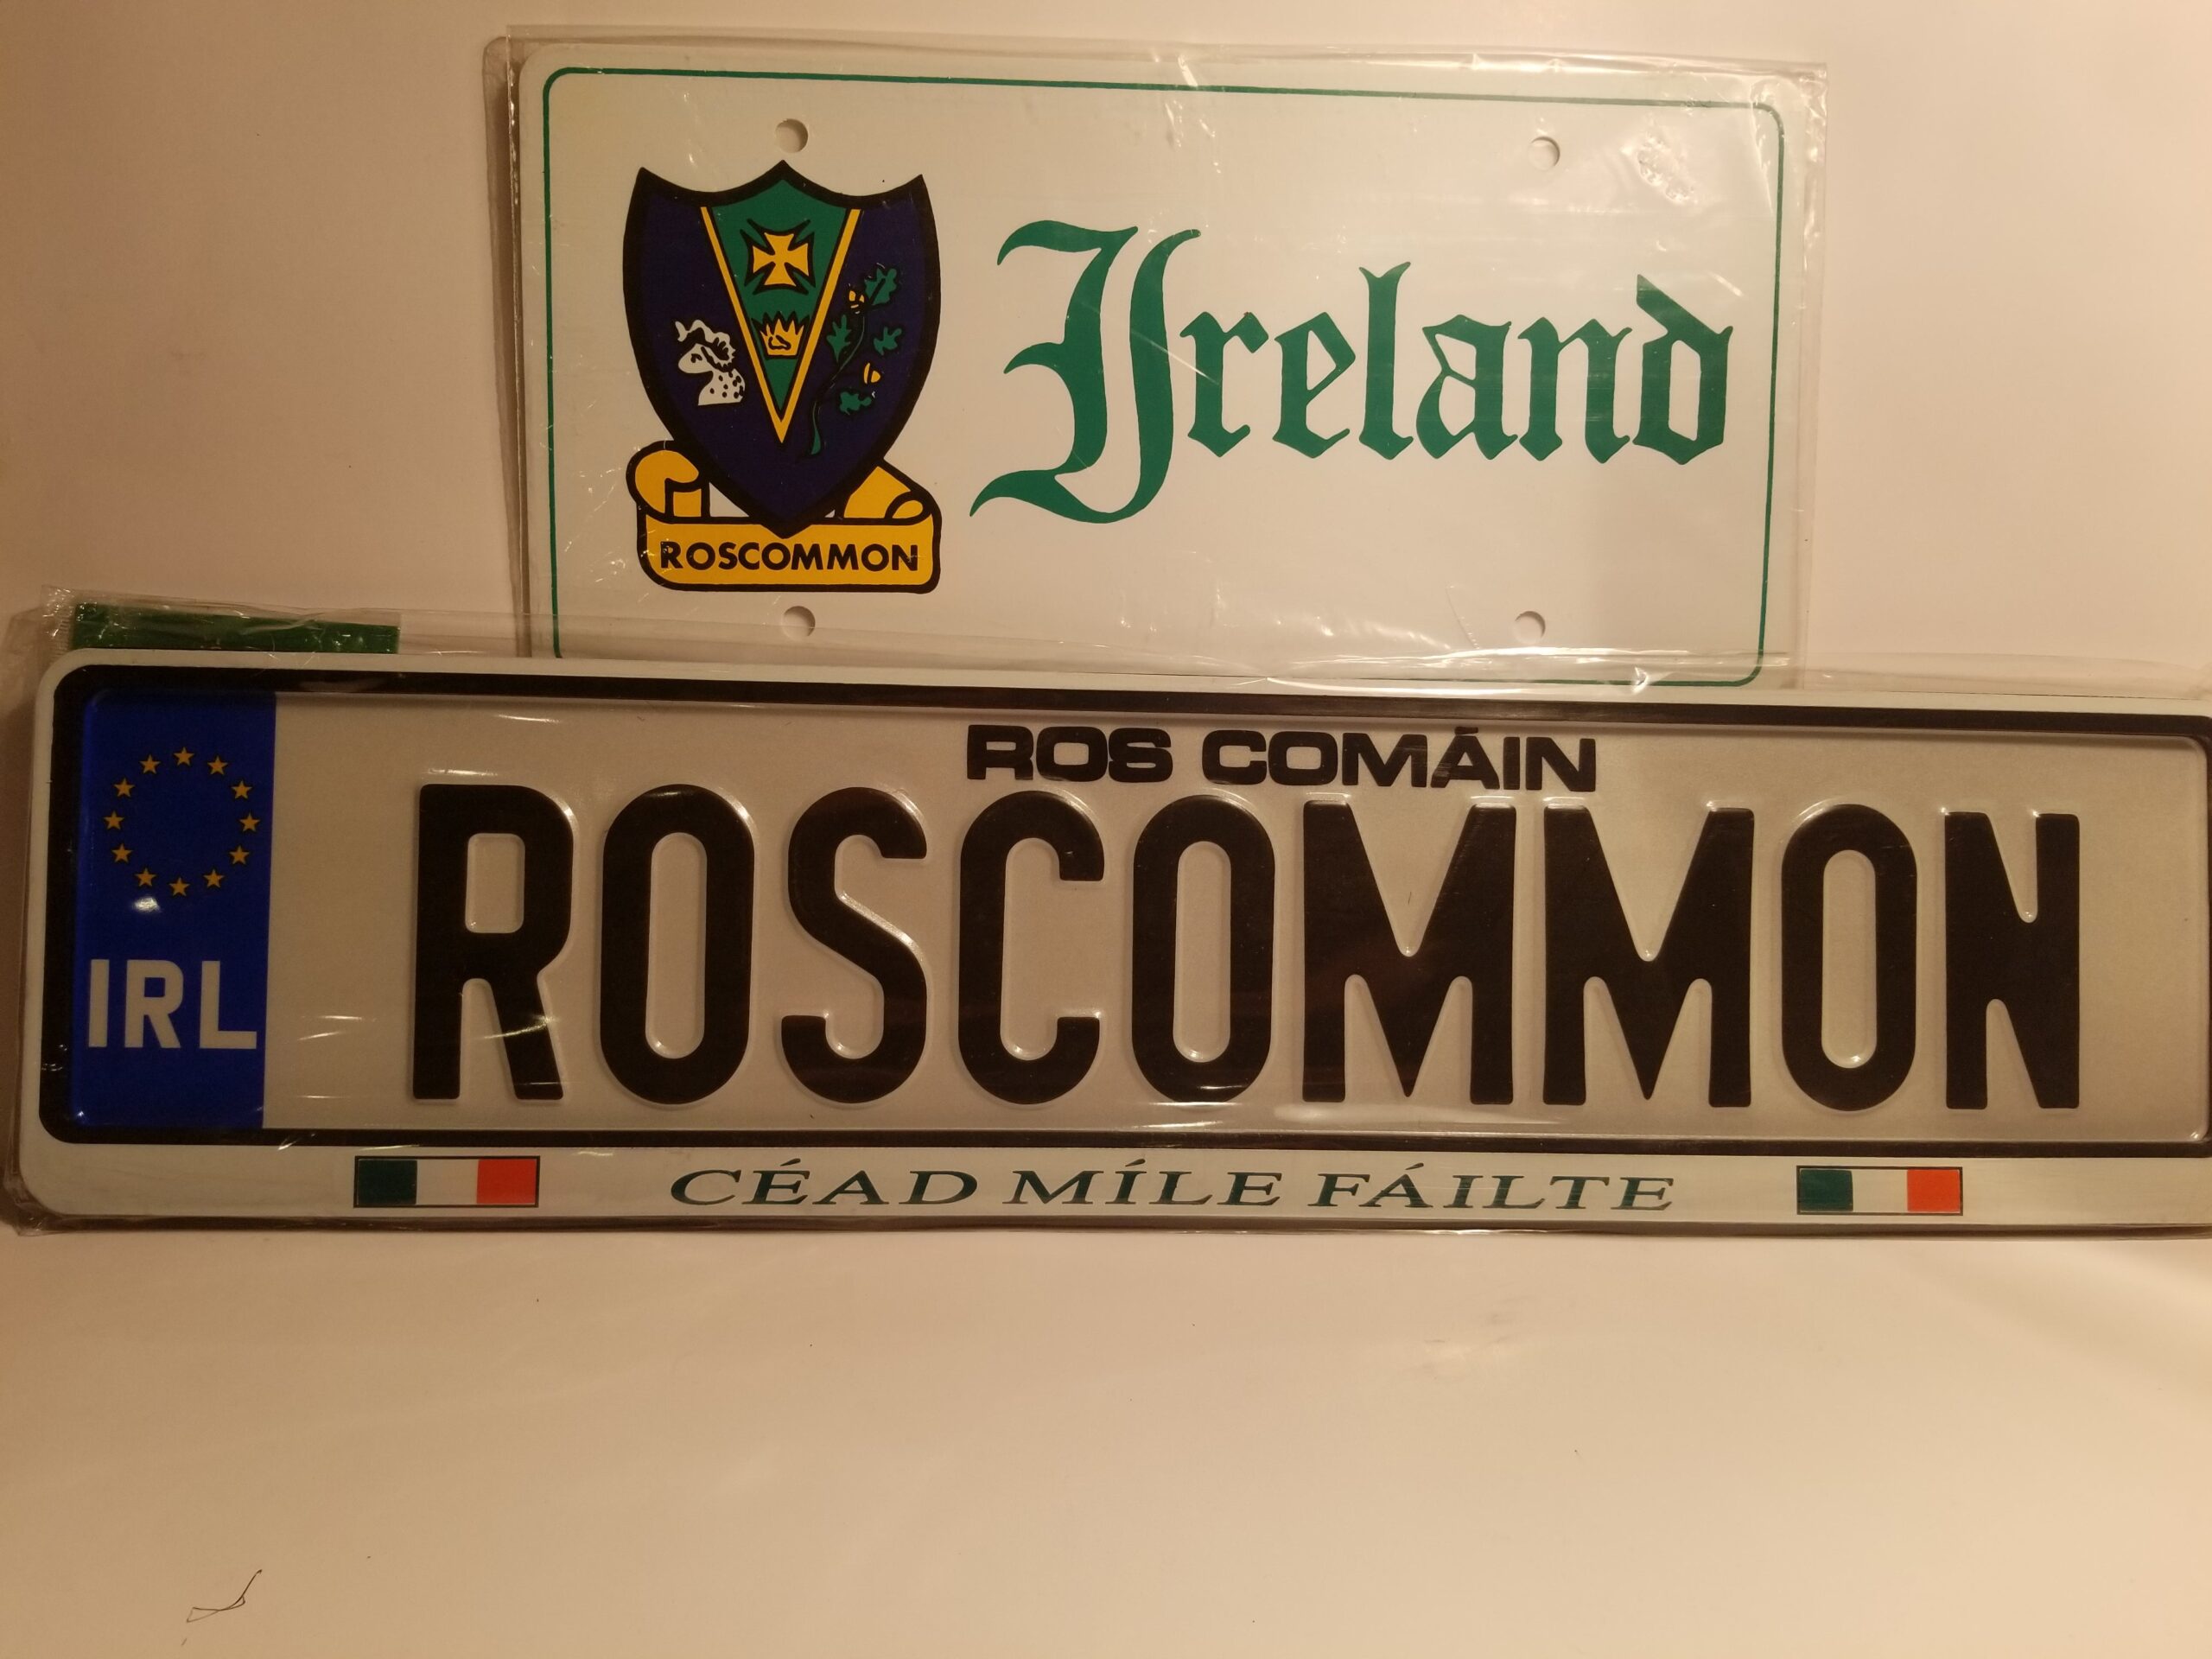 Ireland
ROSCOMMON
ROS COMÁIN
ROSCOMMON
IRL
CÉAD MÍLE FÁILTE